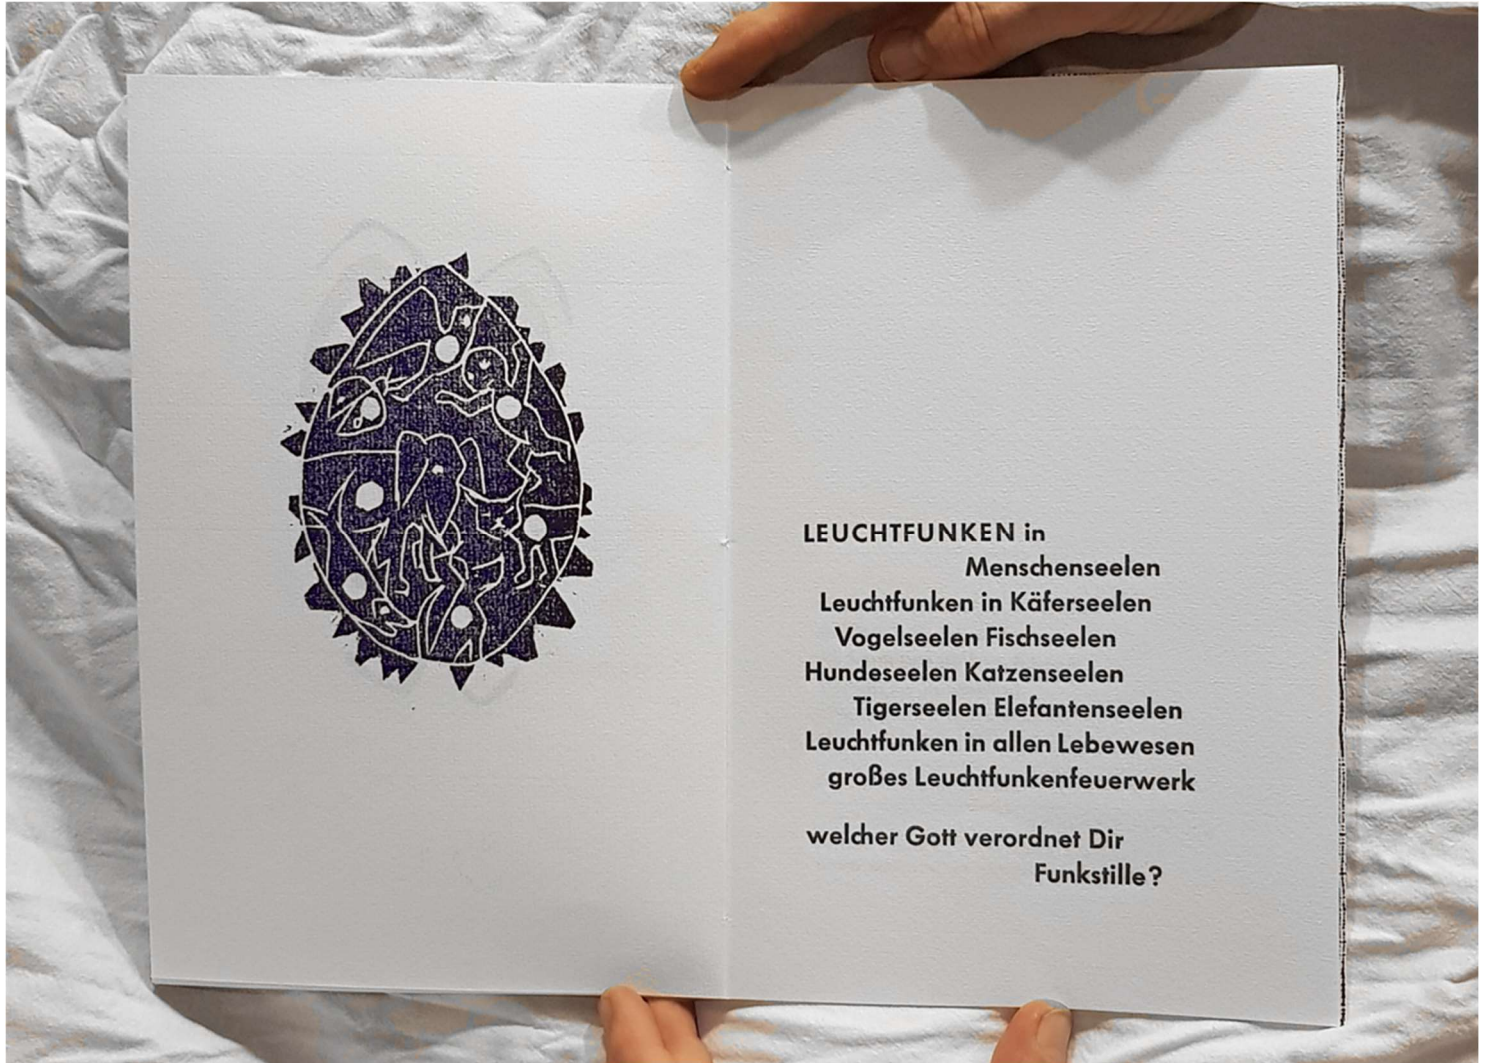 LEUCHTFUNKEN in
Menschenseelen
Leuchtfunken in Käferseelen
Vogelseelen Fischseelen
Hundeseelen Katzenseelen
Tigerseelen Elefantenseelen
Leuchtfunken in allen Lebewesen
großes Leuchtfunkenfeuerwerk
welcher Gott verordnet Dir
Funkstille?